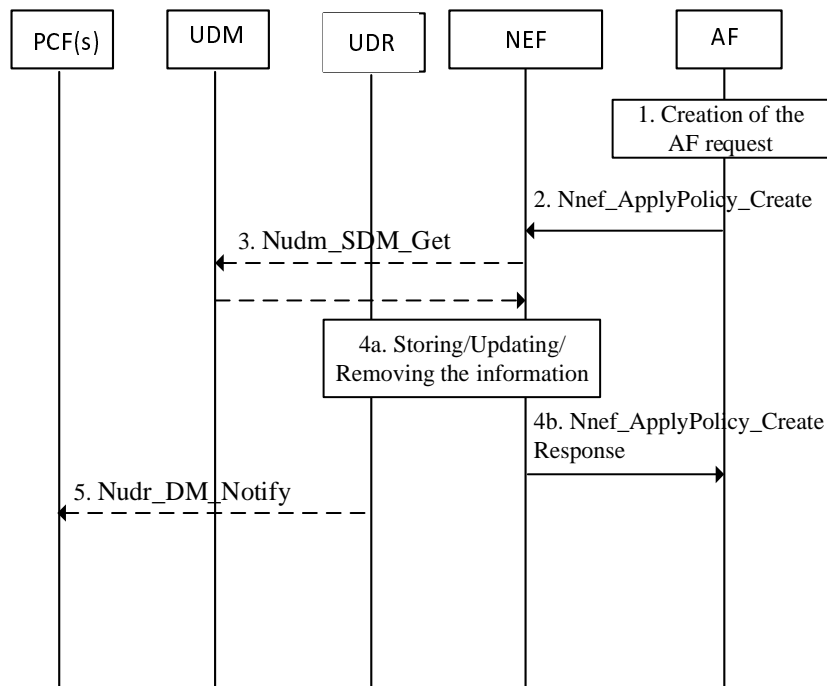 PCF(s)
UDM
UDR
NEF
AF
1. Creation of the
AF request
2. Nnef_ApplyPolicy_Create
3. Nudm_SDM_Get
4a. Storing/Updating/
Removing the information
4b. Nnef_ApplyPolicy_Create
Response
5. Nudr_DM_Notify